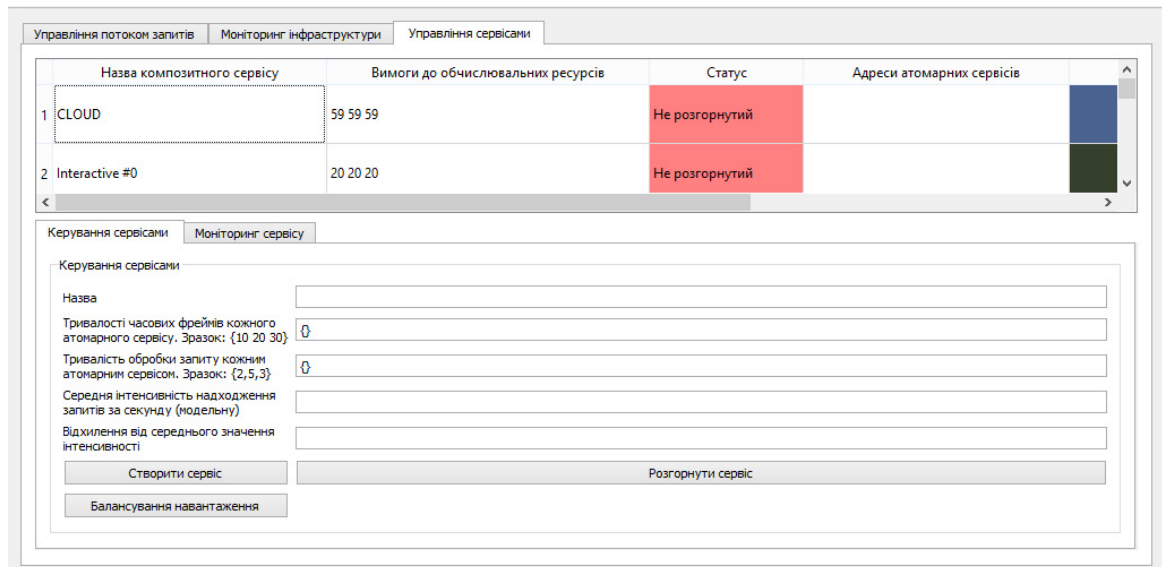 Управління потоком запитів Моніторинг інфраструктури Управління сервісами
Назва композитного сервісу Вимоги до обчислювальних ресурсів Статус Адреси атомарних сервісів
1 CLOUD 59 59 59 Не розгорнутий
2 Interactive #0 20 20 20 Не розгорнутий
Керування сервісами Моніторинг сервісу
Керування сервісами
Назва
Тривалості часових фреймів кожного
атомарного сервісу. Зразок: {10 20 30} {}
Тривалість обробки запиту кожним
атомарним сервісом. Зразок: {2,5,3} {}
Середня інтенсивність надходження
запитів за секунду (модельну)
Відхилення від середнього значення
інтенсивності
Створити сервіс Розгорнути сервіс
Балансування навантаження